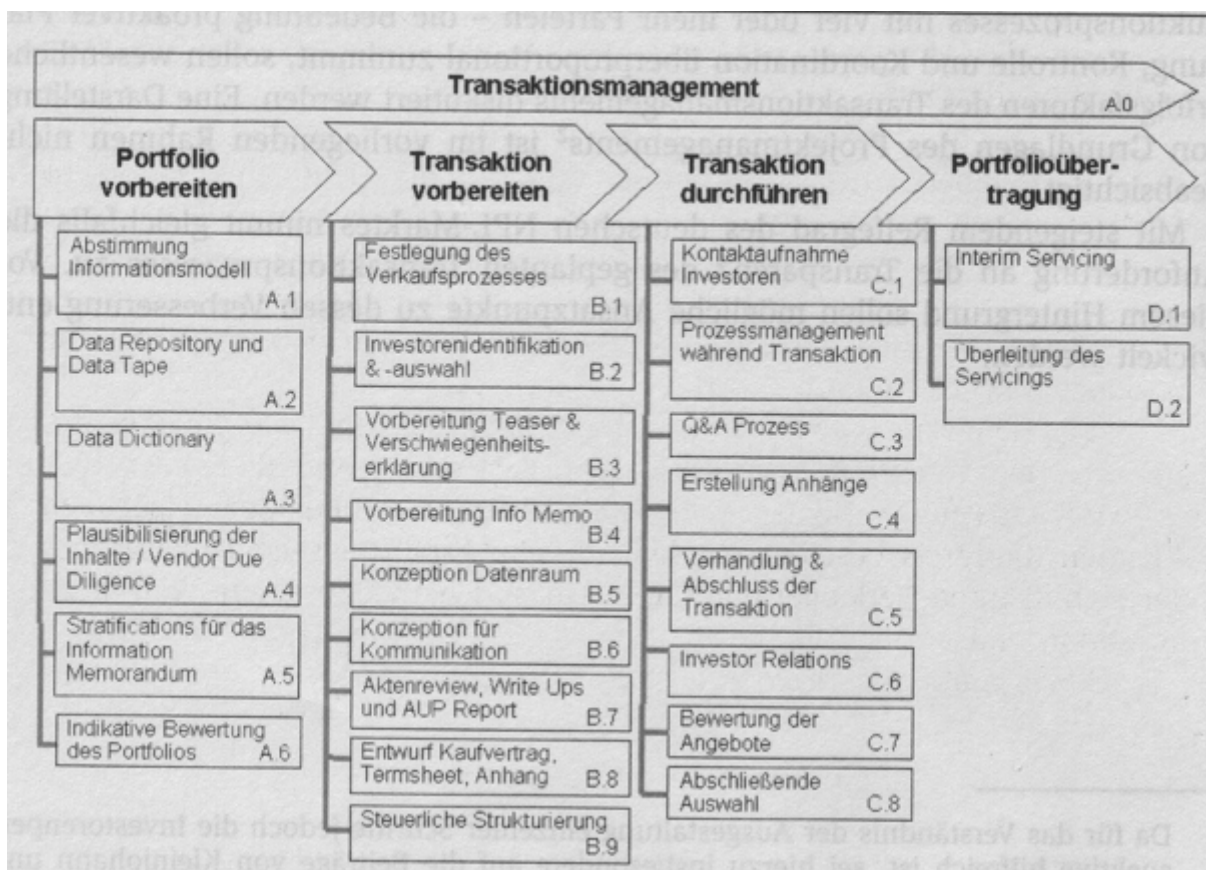 Transaktionsmanagement
A.0
Portfolio
vorbereiten
Abstimmung
Informationsmodell
A.1
Data Repository und
Data Tape
A.2
Data Dictionary
A.3
Plausibilisierung der
Inhalte / Vendor Due
Diligence A.4
Stratifications für das
Information
Memorandum A.5
Indikative Bewertung
des Portfolios A.6
Transaktion
vorbereiten
Festlegung des
Verkaufsprozesses
B.1
Investorenidentifikation
& -auswahl B.2
Vorbereitung Teaser &
Verschwiegenheits-
erklärung B.3
Vorbereitung Info Memo
B.4
Konzeption Datenraum
B.5
Konzeption für
Kommunikation B.6
Aktenreview, Write Ups
und AUP Report B.7
Entwurf Kaufvertrag,
Termsheet, Anhang B.8
Steuerliche Strukturierung
B.9
Transaktion
durchführen
Kontaktaufnahme
Investoren C.1
Prozessmanagement
während Transaktion
C.2
Q&A Prozess C.3
Erstellung Anhänge
C.4
Verhandlung &
Abschluss der
Transaktion C.5
Investor Relations
C.6
Bewertung der
Angebote C.7
Abschließende
Auswahl C.8
Portfolioüber-
tragung
Interim Servicing
D.1
Überleitung des
Servicings
D.2